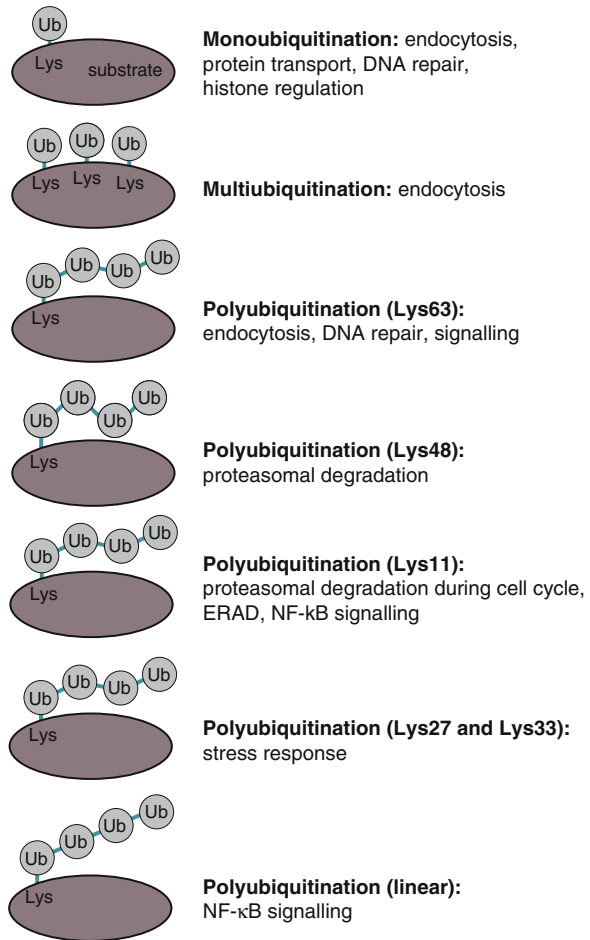 Ub
Lys substrate
Monoubiquitination: endocytosis,
protein transport, DNA repair,
histone regulation
Ub Ub Ub
Lys Lys Lys
Multiubiquitination: endocytosis
Ub Ub Ub Ub
Lys
Polyubiquitination (Lys63):
endocytosis, DNA repair, signalling
Ub Ub Ub Ub
Lys
Polyubiquitination (Lys48):
proteasomal degradation
Ub Ub Ub Ub
Lys
Polyubiquitination (Lys11):
proteasomal degradation during cell cycle,
ERAD, NF-kB signalling
Ub Ub Ub Ub
Lys
Polyubiquitination (Lys27 and Lys33):
stress response
Ub Ub Ub Ub
Lys
Polyubiquitination (linear):
NF-κB signalling